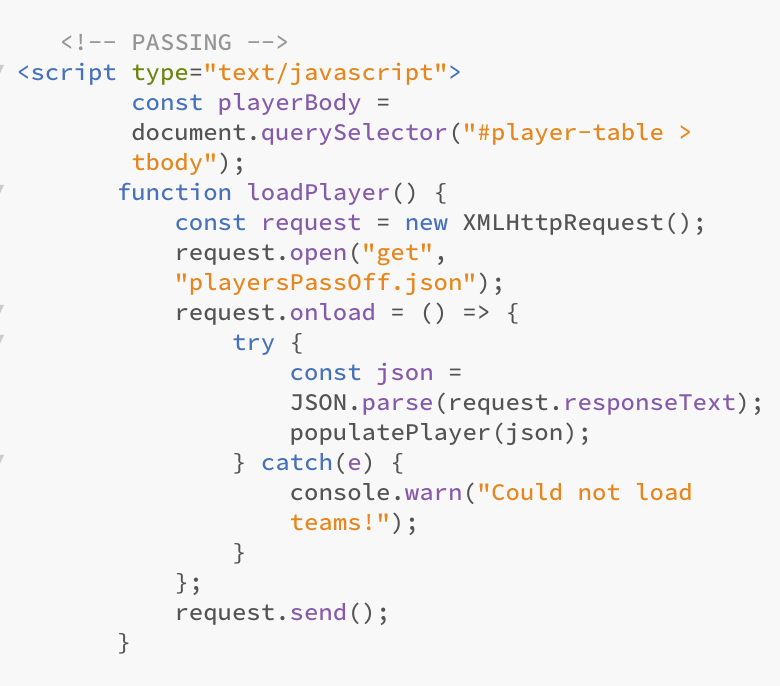 <!-- PASSING -->
<script type="text/javascript">
const playerBody =
document.querySelector("#player-table >
tbody");
function loadPlayer() {
const request = new XMLHttpRequest();
request.open("get",
"playersPassOff.json");
request.onload = () => {
try {
const json =
JSON.parse(request.responseText);
populatePlayer(json);
} catch(e) {
console.warn("Could not load
teams!");
}
};
request.send();
}